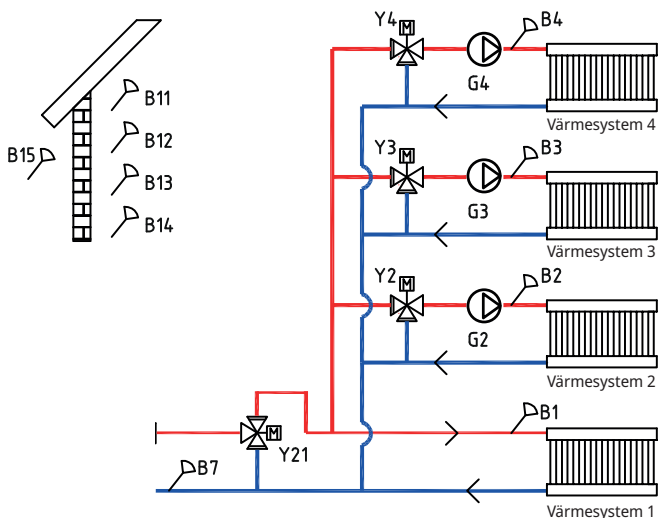 Y4
M
B4
G4
Värmesystem 4
B11
B12
B15
B13
B14
Y3
M
B3
G3
Värmesystem 3
Y2
M
B2
G2
Värmesystem 2
B1
M
Y21
B7
Värmesystem 1